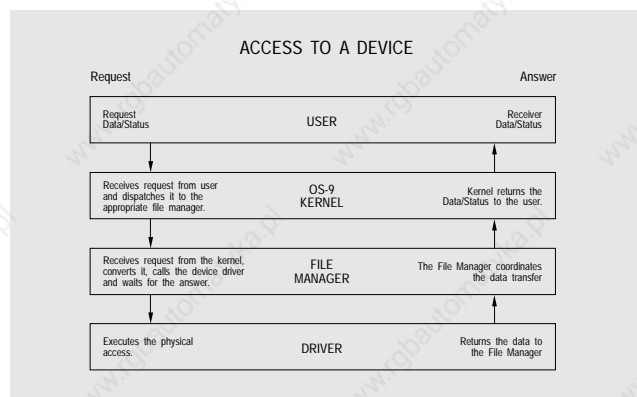 ACCESS TO A DEVICE
Request
Answer
Request
Data/Status
USER
Receiver
Data/Status
Receives request from user
and dispatches it to the
appropriate file manager.
OS-9
KERNEL
Kernel returns the
Data/Status to the user.
Receives request from the kernel,
converts it, calls the device driver
and waits for the answer.
FILE
MANAGER
The File Manager coordinates
the data transfer
Executes the physical
access.
DRIVER
Returns the data to
the File Manager
www.rgbautomatyka.pl